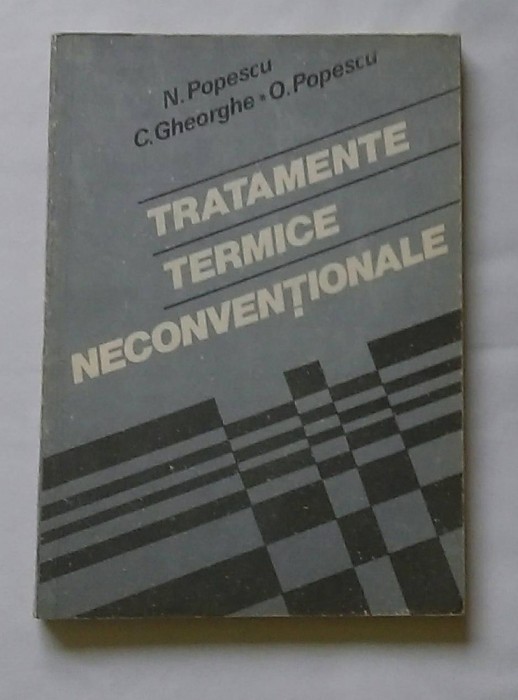 N. Popescu
C. Gheorghe • O. Popescu
TRATAMENTE
TERMICE
NECONVENȚIONALE